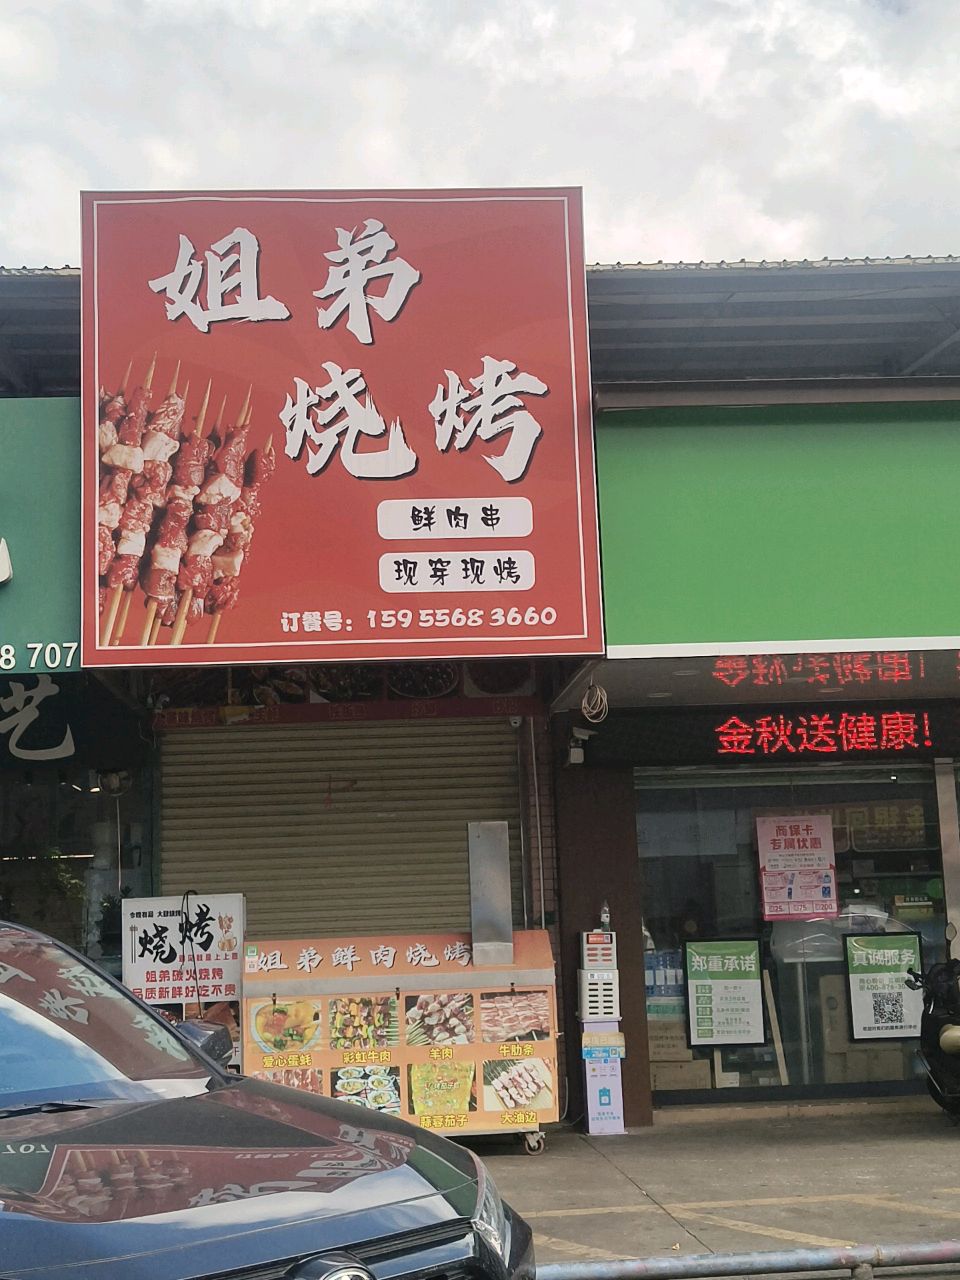 姐弟
烧烤
鲜肉串
现穿现烤
订餐号：159 5568 3660
8 707
艺
金秋送健康！
商保卡
专属优惠
烧烤
姐弟碳火烧烤
品质新鲜好吃不贵
姐弟鲜肉烧烤
爱心蛋蚝
彩虹牛肉
羊肉
牛肋条
蒜蓉茄子
大油边
郑重承诺
真诚服务